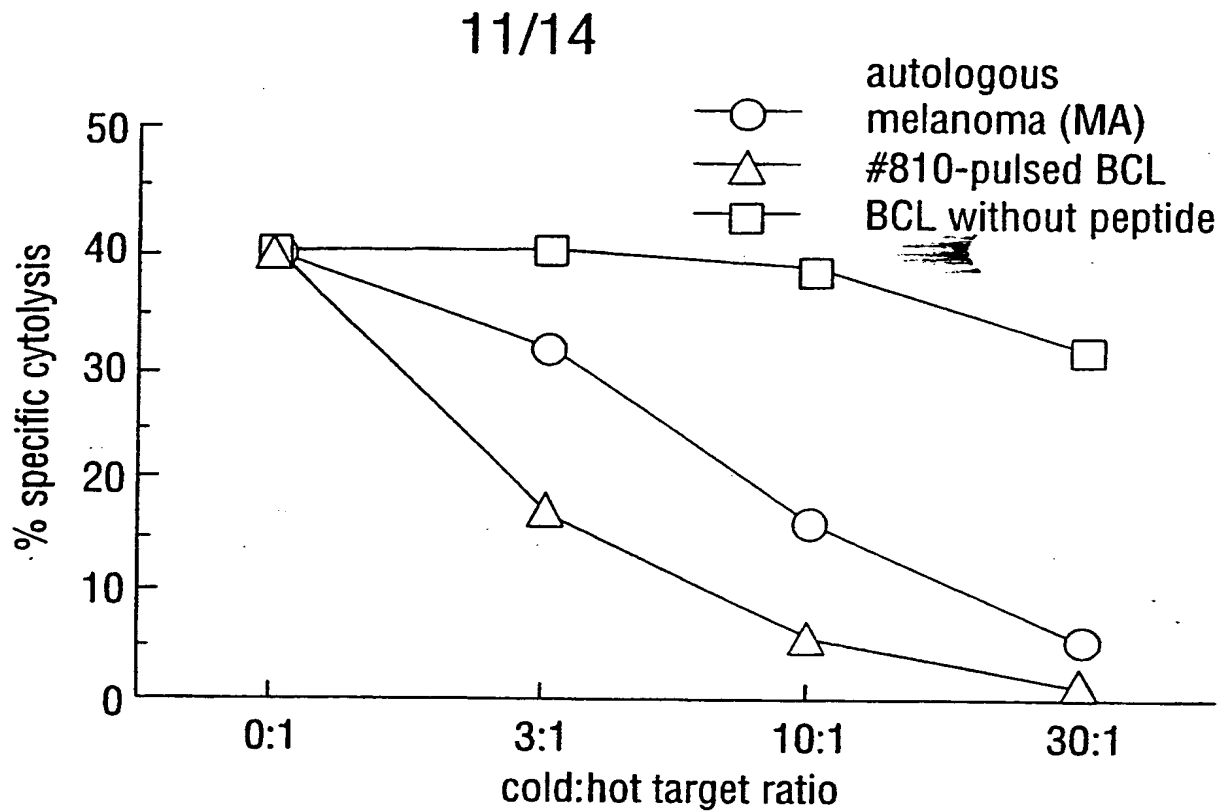 11/14
autologous
melanoma (MA)
#810-pulsed BCL
BCL without peptide
50
40
30
20
10
0
% specific cytolysis
0:1 3:1 10:1 30:1
cold:hot target ratio